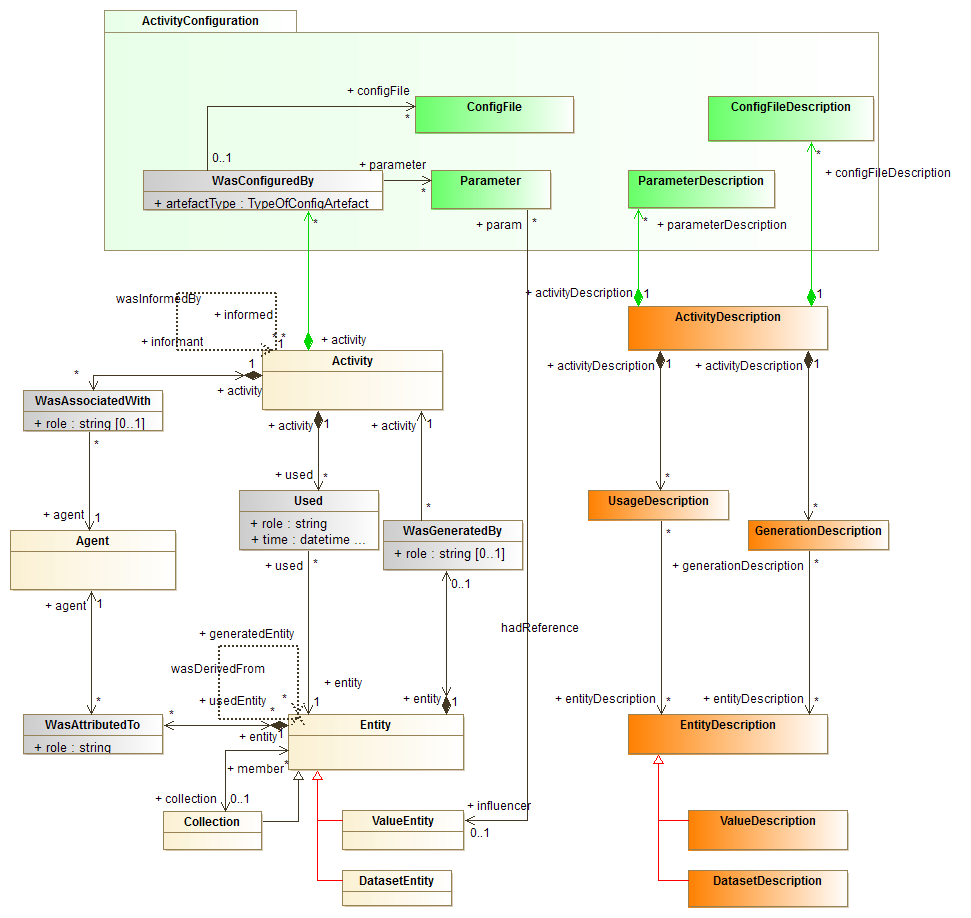 ActivityConfiguration
+ configFile
*
ConfigFile
ConfigFileDescription
0..1
+ parameter
*
*
WasConfiguredBy
+ artefactType : TypeOfConfigArtefact
Parameter
ParameterDescription
+ configFileDescription
*
+ param
*
*
+ parameterDescription
wasInformedBy
+ informed
+ activityDescription
1
1
+ informant
*
*
1
+ activity
ActivityDescription
Activity
*
1
+ activity
+ activityDescription
1
+ activityDescription
1
WasAssociatedWith
+ role : string [0..1]
+ activity
1
+ activity
1
*
+ used
*
*
Used
+ role : string
+ time : datetime ...
*
UsageDescription
*
+ agent
1
WasGeneratedBy
+ role : string [0..1]
GenerationDescription
Agent
+ used
*
*
+ generationDescription
*
0..1
+ agent
1
hadReference
+ generatedEntity
wasDerivedFrom
+ entity
+ usedEntity
*
*
1
+ entity
1
+ entityDescription
*
+ entityDescription
*
*
*
WasAttributedTo
+ role : string
+ entity
1
Entity
EntityDescription
+ member
*
+ collection
0..1
+ influencer
0..1
Collection
ValueEntity
ValueDescription
DatasetEntity
DatasetDescription